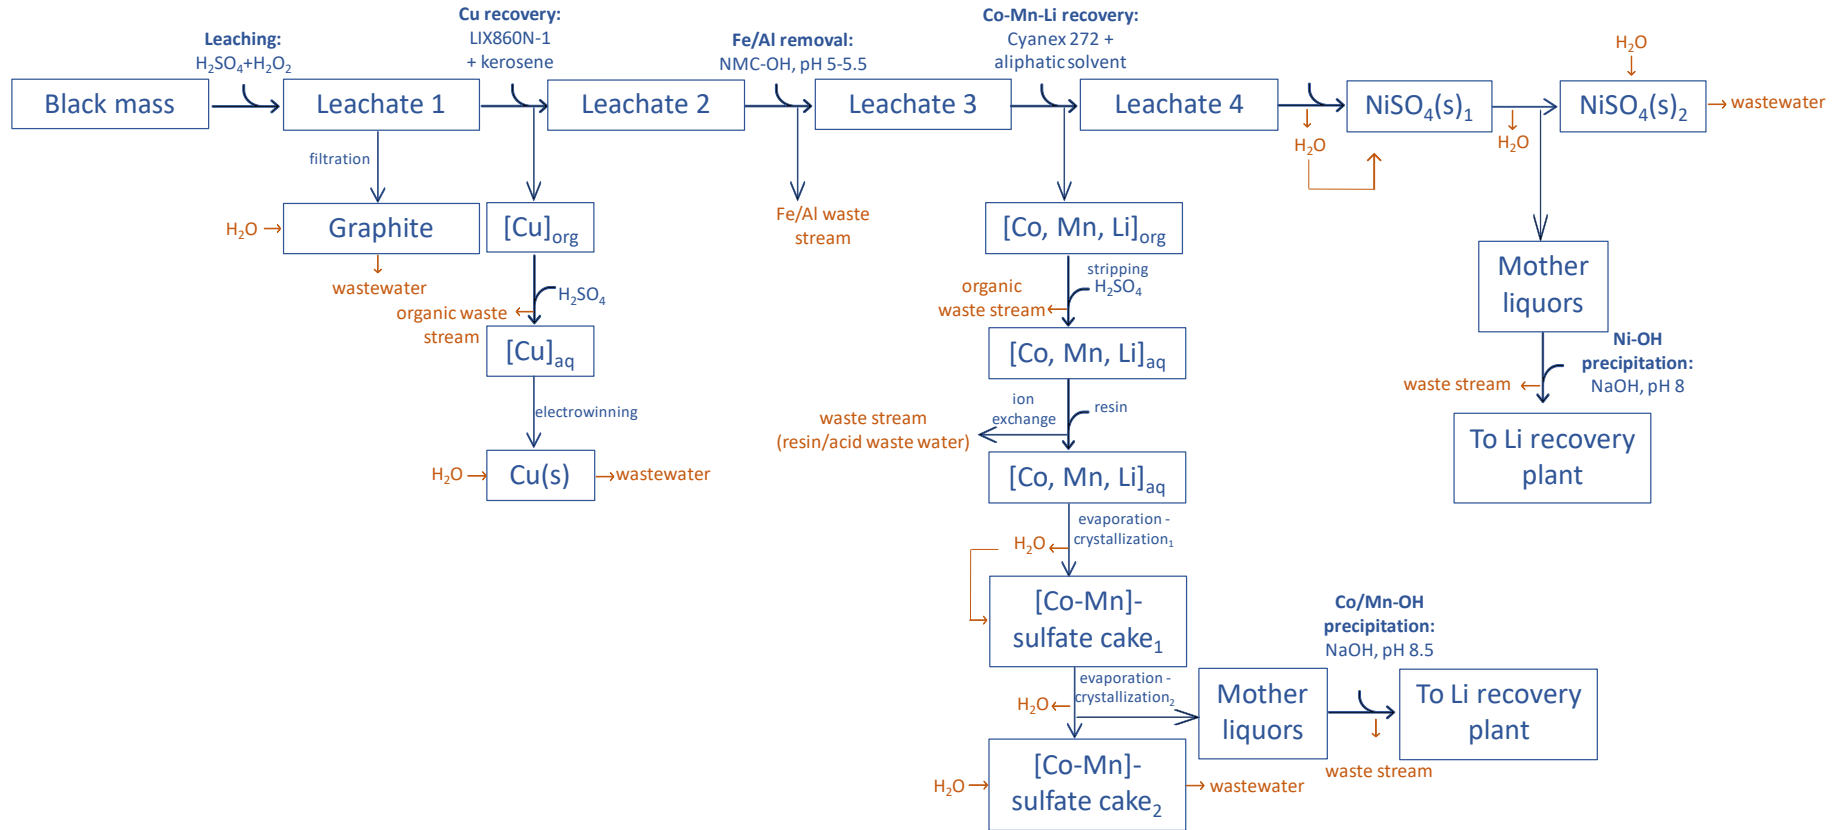 Cu recovery:
LIX860N-1
+ kerosene
Co-Mn-Li recovery:
Cyanex 272 +
aliphatic solvent
Leaching:
H₂SO₄+H₂O₂
Fe/Al removal:
NMC-OH, pH 5-5.5
H₂O
Black mass
Leachate 1
Leachate 2
Leachate 3
Leachate 4
NiSO₄(s)₁
NiSO₄(s)₂
wastewater
H₂O
H₂O
filtration
H₂O
Graphite
wastewater
[Cu]org
H₂SO₄
organic waste
stream
[Cu]aq
electrowinning
H₂O
Cu(s)
wastewater
Fe/Al waste
stream
[Co, Mn, Li]org
stripping
H₂SO₄
organic
waste stream
[Co, Mn, Li]aq
ion
exchange
resin
waste stream
(resin/acid waste water)
[Co, Mn, Li]aq
evaporation -
crystallization₁
H₂O
[Co-Mn]-
sulfate cake₁
evaporation -
crystallization₂
H₂O
[Co-Mn]-
sulfate cake₂
H₂O
wastewater
Mother
liquors
Co/Mn-OH
precipitation:
NaOH, pH 8.5
waste stream
To Li recovery
plant
Mother
liquors
Ni-OH
precipitation:
NaOH, pH 8
waste stream
To Li recovery
plant